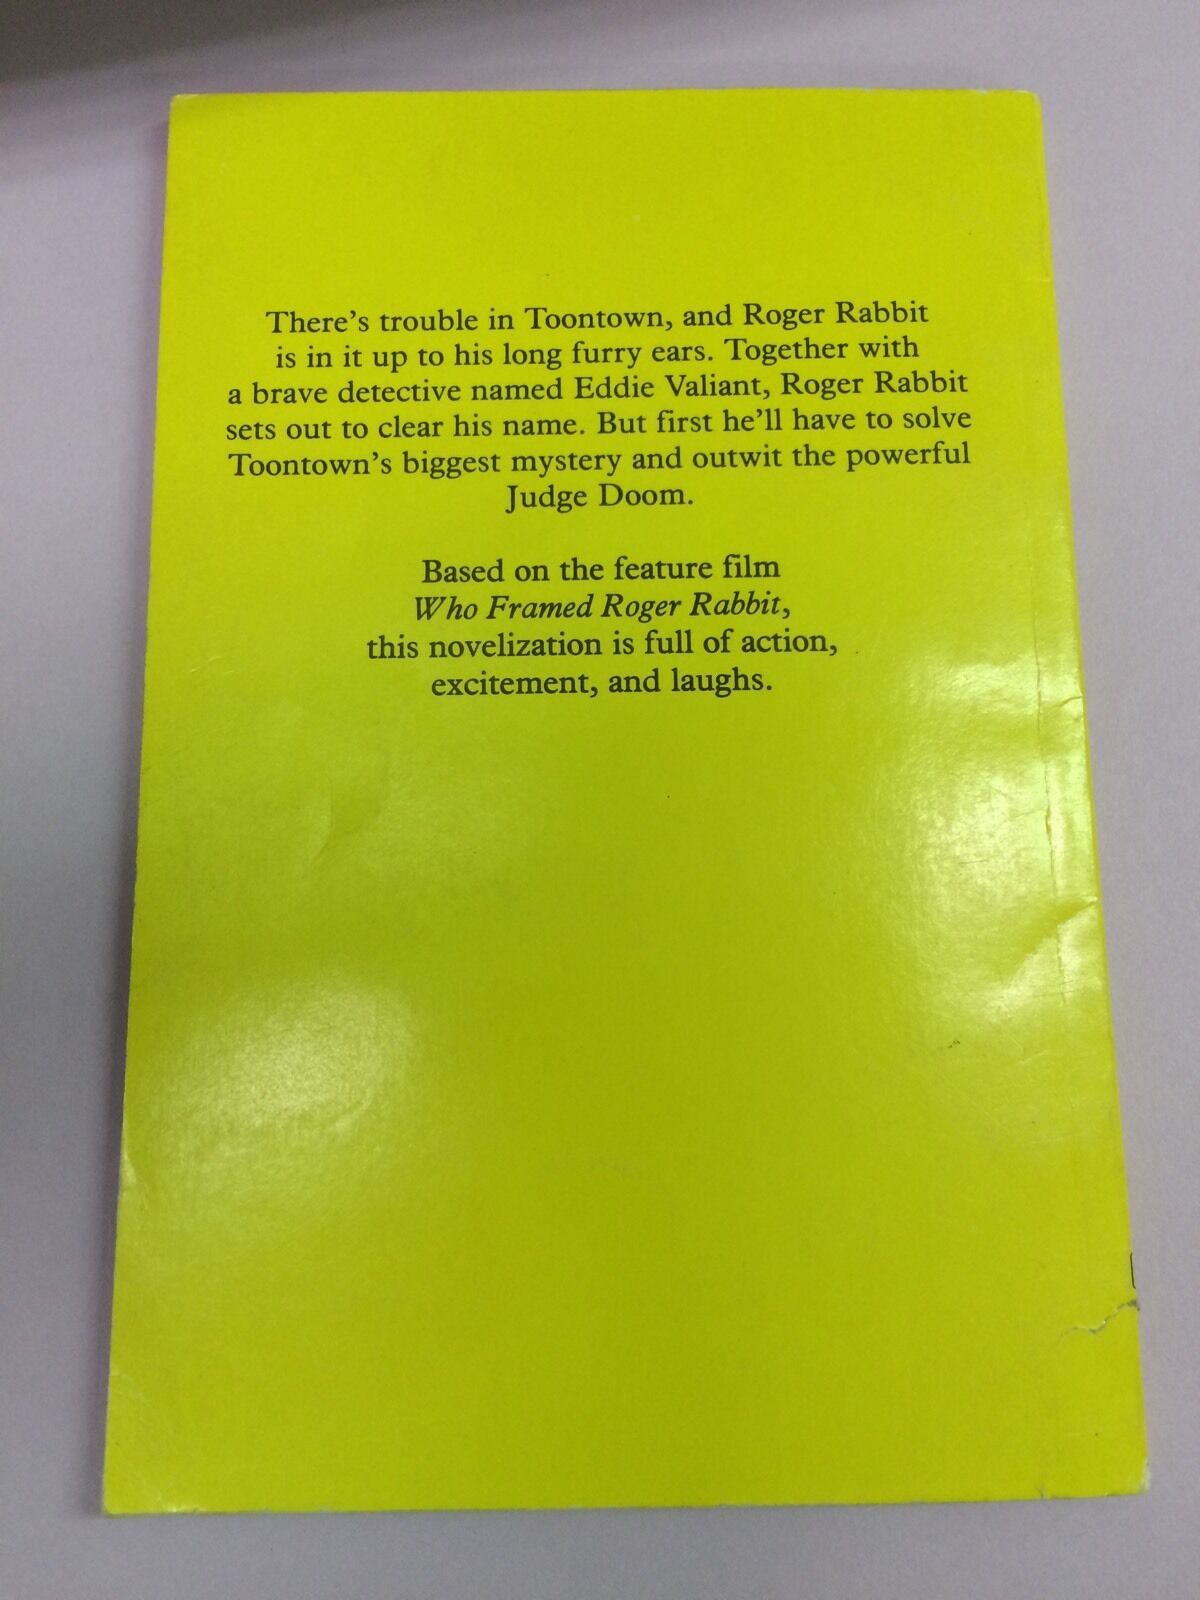 There's trouble in Toontown, and Roger Rabbit
is in it up to his long furry ears. Together with
a brave detective named Eddie Valiant, Roger Rabbit
sets out to clear his name. But first he'll have to solve
Toontown's biggest mystery and outwit the powerful
Judge Doom.
Based on the feature film
Who Framed Roger Rabbit,
this novelization is full of action,
excitement, and laughs.